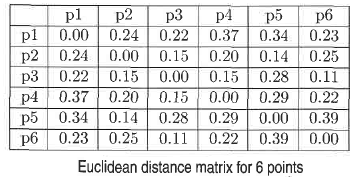 p1 p2 p3 p4 p5 p6
p1 0.00 0.24 0.22 0.37 0.34 0.23
p2 0.24 0.00 0.15 0.20 0.14 0.25
p3 0.22 0.15 0.00 0.15 0.28 0.11
p4 0.37 0.20 0.15 0.00 0.29 0.22
p5 0.34 0.14 0.28 0.29 0.00 0.39
p6 0.23 0.25 0.11 0.22 0.39 0.00
Euclidean distance matrix for 6 points